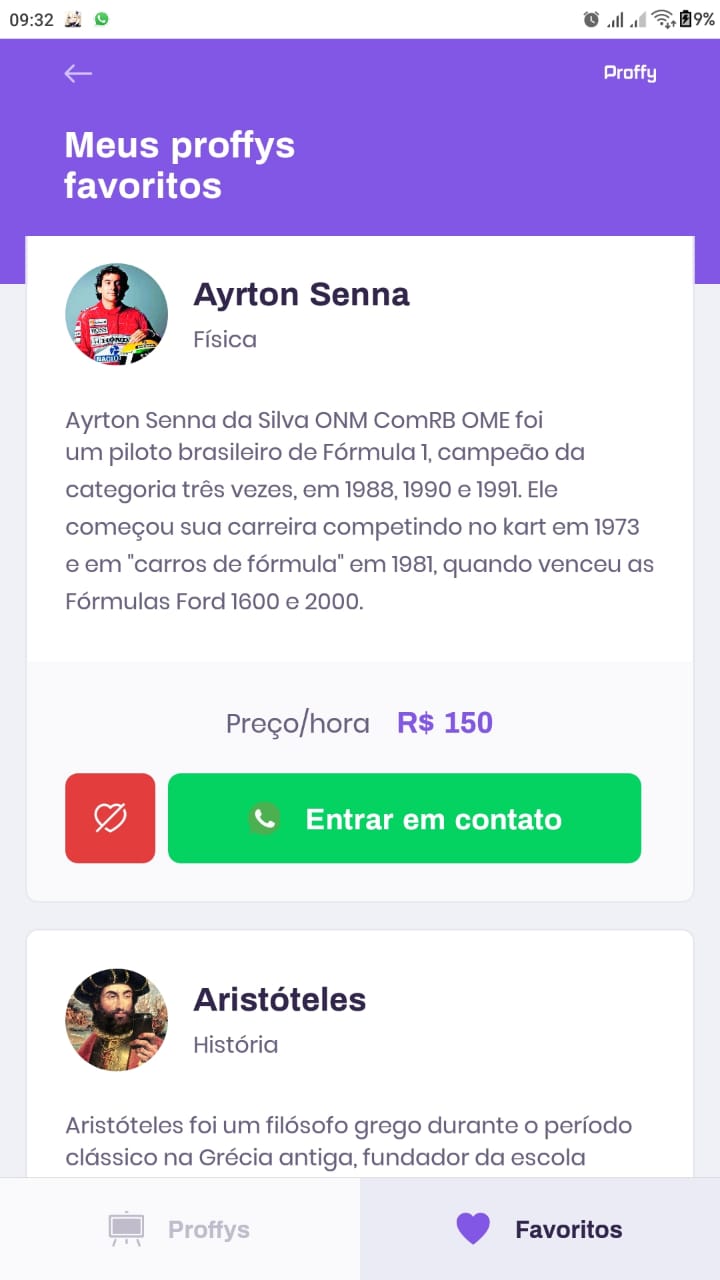 09:32
9%
Proffy
Meus proffys
favoritos
Ayrton Senna
Física
Ayrton Senna da Silva ONM ComRB OME foi
um piloto brasileiro de Fórmula 1, campeão da
categoria três vezes, em 1988, 1990 e 1991. Ele
começou sua carreira competindo no kart em 1973
e em "carros de fórmula" em 1981, quando venceu as
Fórmulas Ford 1600 e 2000.
Preço/hora R$ 150
Entrar em contato
Aristóteles
História
Aristóteles foi um filósofo grego durante o período
clássico na Grécia antiga, fundador da escola
Proffys
Favoritos